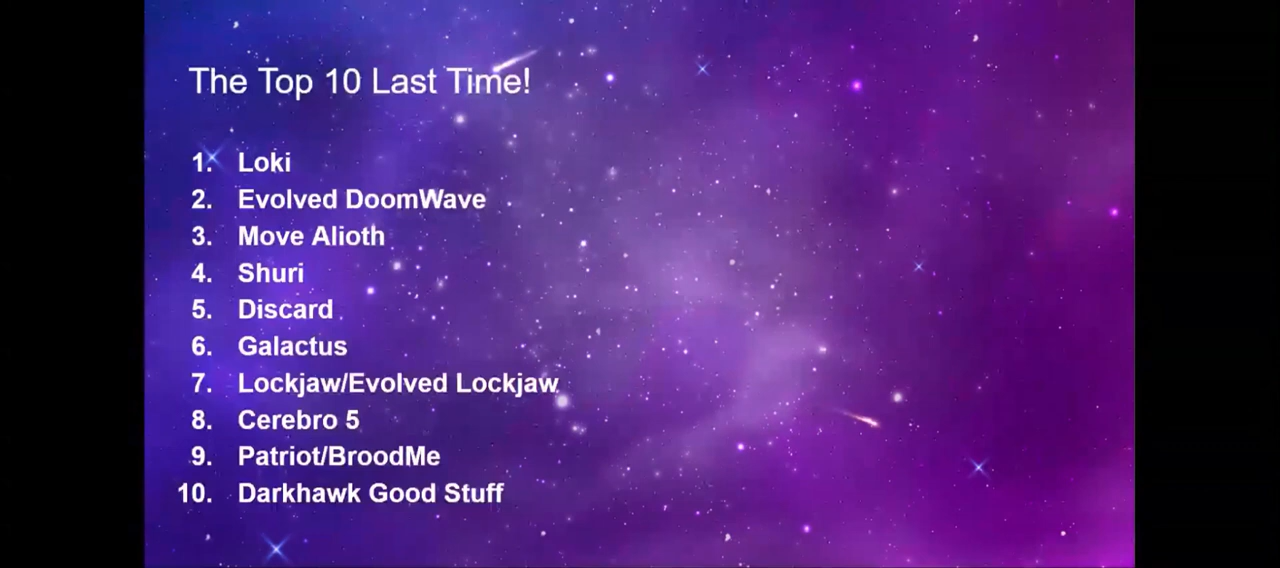 The Top 10 Last Time!
1. Loki
2. Evolved DoomWave
3. Move Alioth
4. Shuri
5. Discard
6. Galactus
7. Lockjaw/Evolved Lockjaw
8. Cerebro 5
9. Patriot/BroodMe
10. Darkhawk Good Stuff